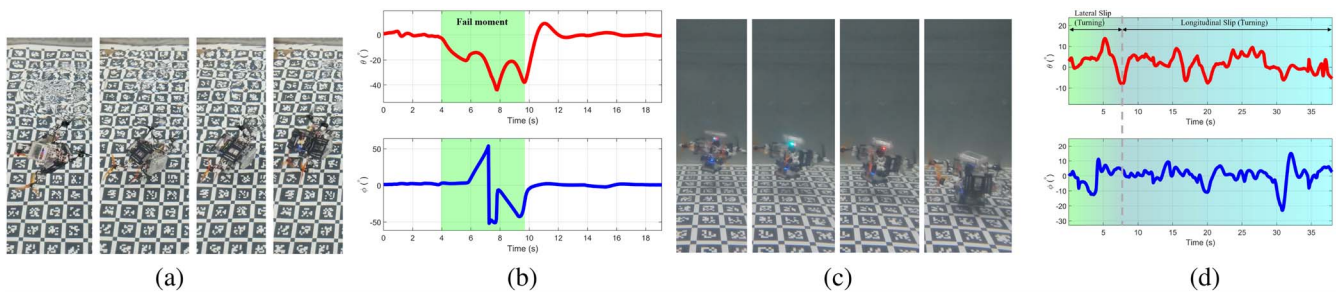 Fail moment
θ (°)
0
-20
-40
0 2 4 6 8 10 12 14 16 18
Time (s)
50
0
-50
ϕ (°)
0 2 4 6 8 10 12 14 16 18
Time (s)
Lateral Slip
(Turning)
Longitudinal Slip (Turning)
20
10
0
-10
θ (°)
5 10 15 20 25 30 35
Time (s)
20
10
0
-10
-20
ϕ (°)
5 10 15 20 25 30 35
Time (s)
(a)
(b)
(c)
(d)